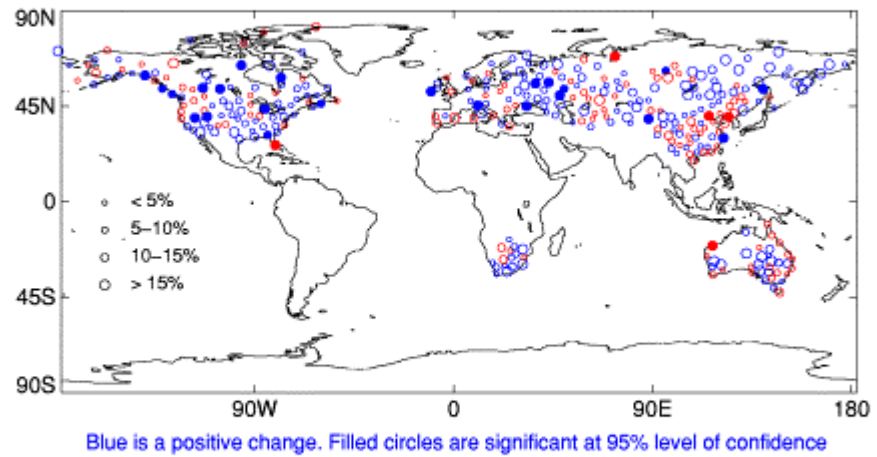 90N
45N
0
< 5%
5–10%
10–15%
> 15%
45S
90S
90W 0 90E 180
Blue is a positive change. Filled circles are significant at 95% level of confidence